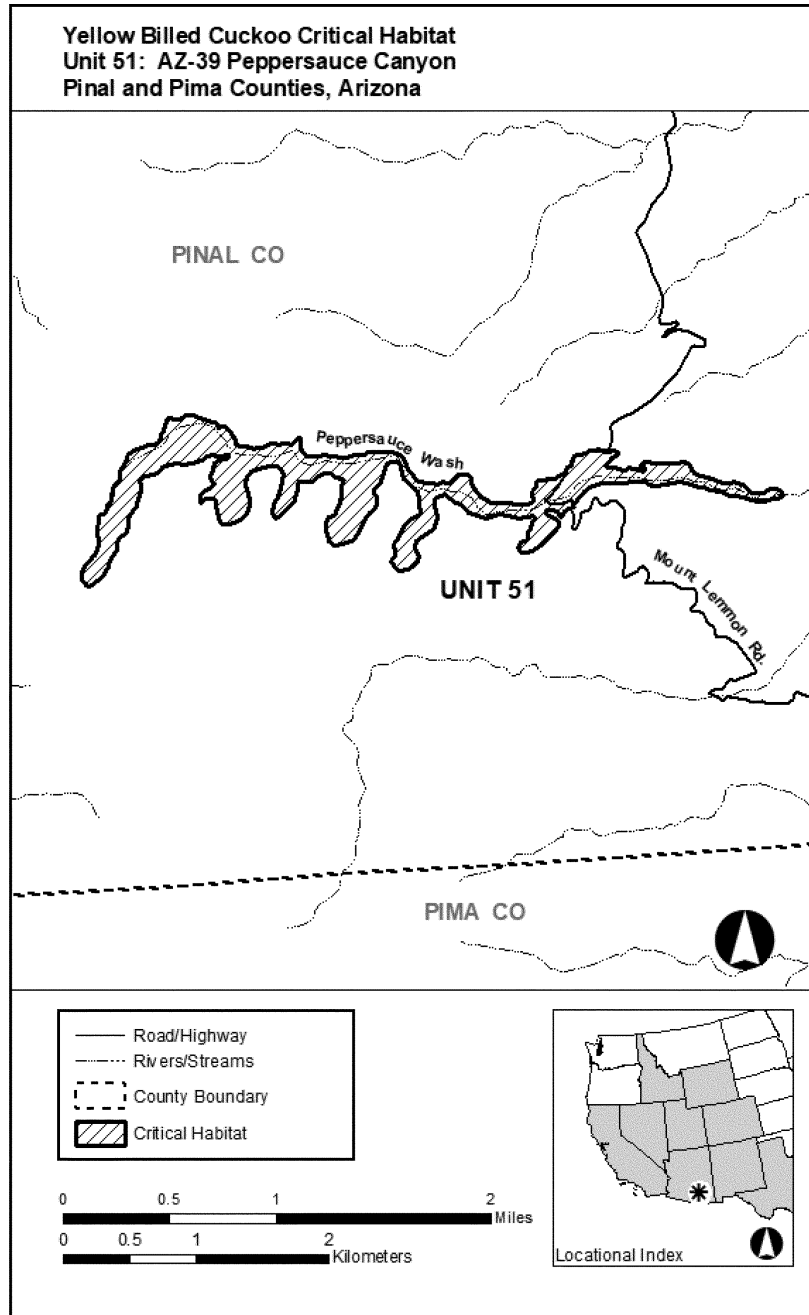 Yellow Billed Cuckoo Critical Habitat
Unit 51: AZ-39 Peppersauce Canyon
Pinal and Pima Counties, Arizona
PINAL CO
Peppersauce Wash
UNIT 51
Mount Lemmon Rd.
PIMA CO
Road/Highway
Rivers/Streams
County Boundary
Critical Habitat
0 0.5 1 2
Miles
0 0.5 1 2
Kilometers
Locational Index